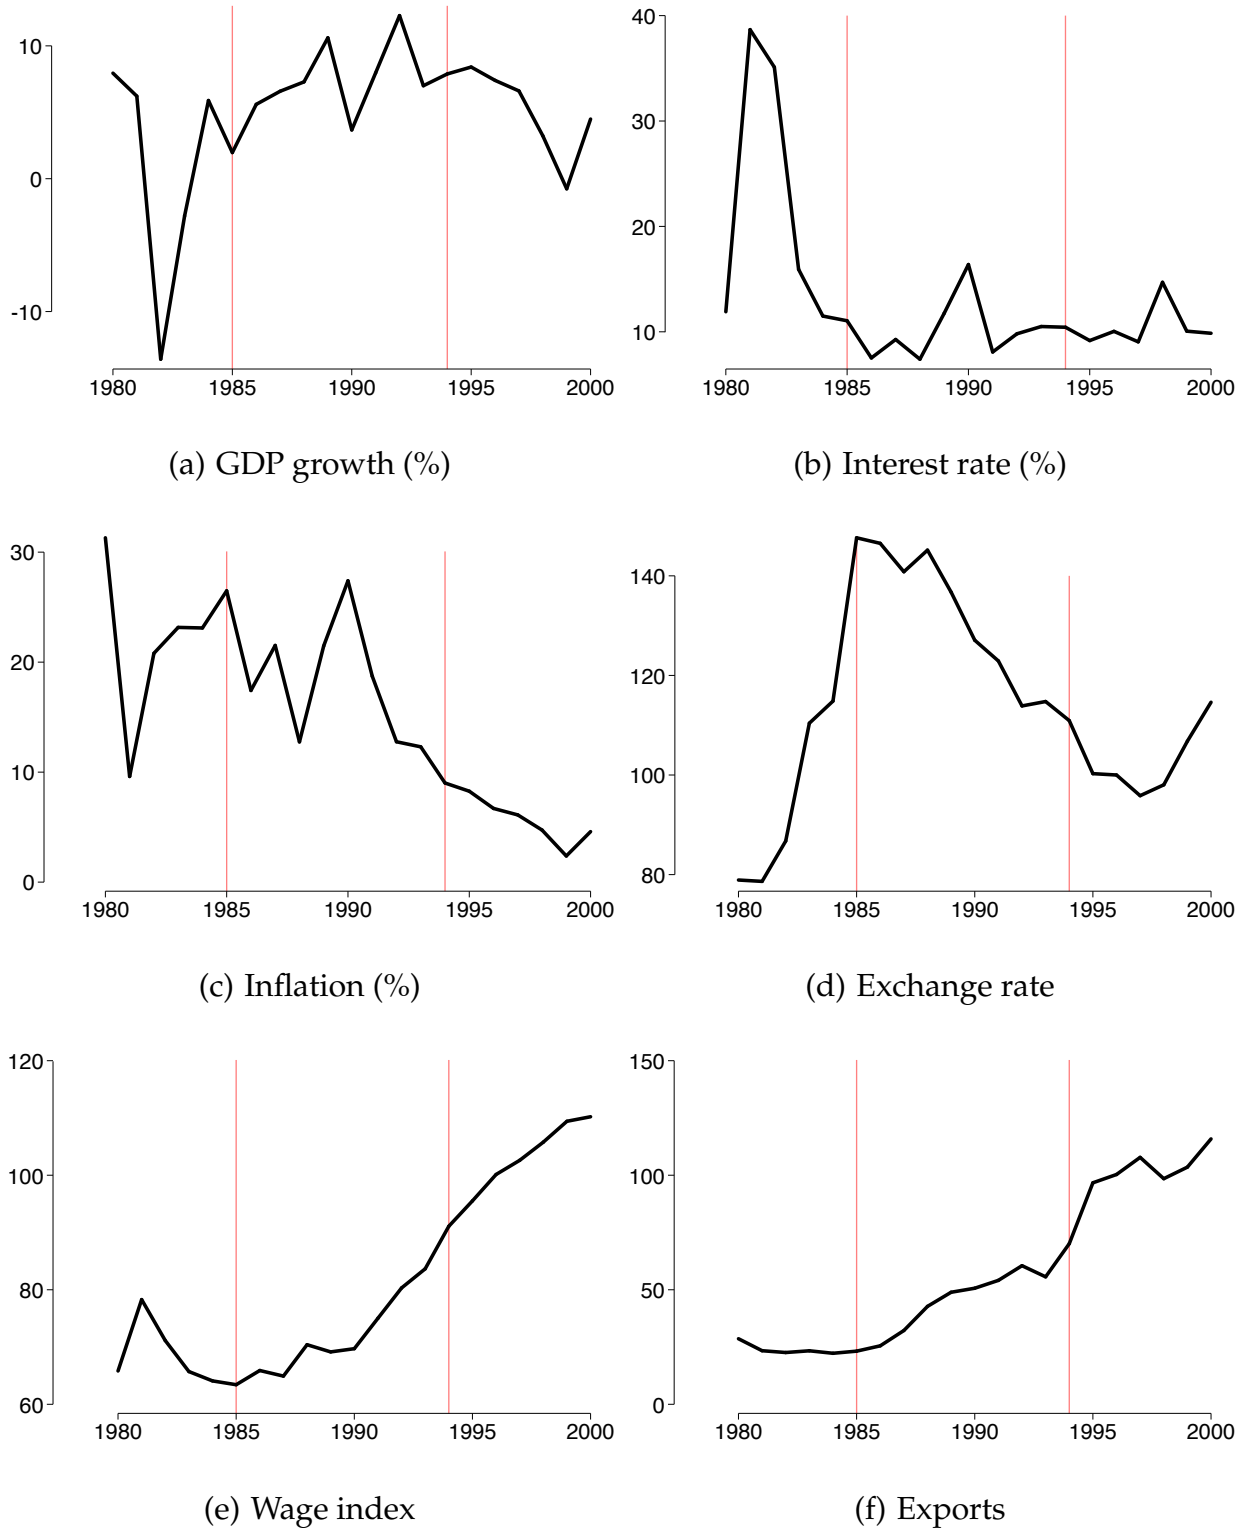 10
0
-10
1980 1985 1990 1995 2000
(a) GDP growth (%)
40
30
20
10
1980 1985 1990 1995 2000
(b) Interest rate (%)
30
20
10
0
1980 1985 1990 1995 2000
(c) Inflation (%)
140
120
100
80
1980 1985 1990 1995 2000
(d) Exchange rate
120
100
80
60
1980 1985 1990 1995 2000
(e) Wage index
150
100
50
0
1980 1985 1990 1995 2000
(f) Exports